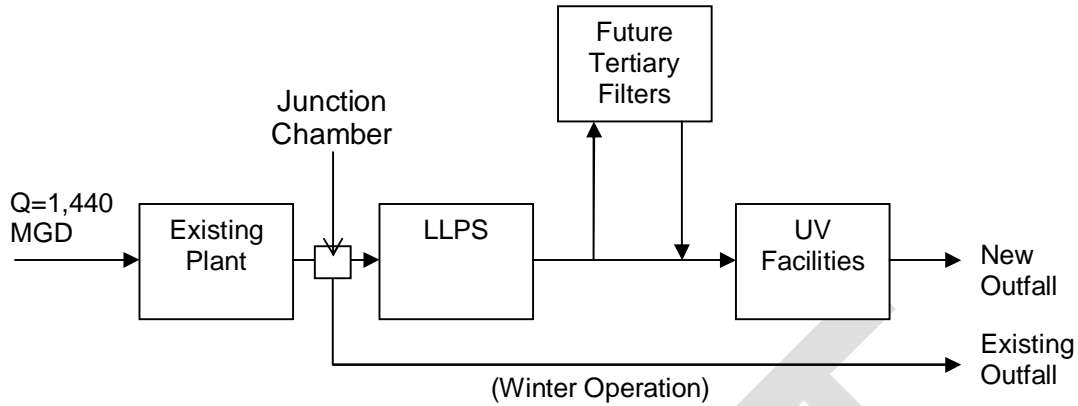 Future
Tertiary
Filters
Junction
Chamber
Q=1,440
MGD
Existing
Plant
LLPS
UV
Facilities
New
Outfall
Existing
Outfall
(Winter Operation)